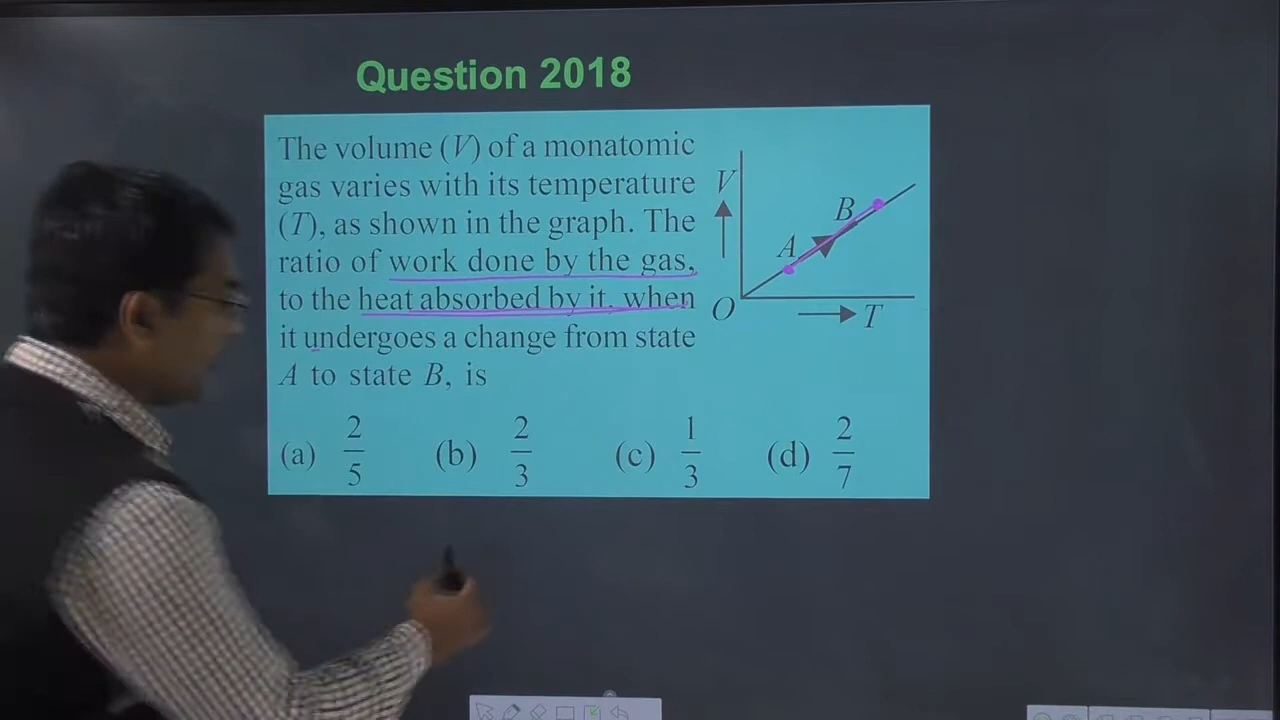 Question 2018
The volume (V) of a monatomic
gas varies with its temperature
(T), as shown in the graph. The
ratio of work done by the gas,
to the heat absorbed by it, when
it undergoes a change from state
A to state B, is
V
B
A
O
T
(a) 2/5 (b) 2/3 (c) 1/3 (d) 2/7